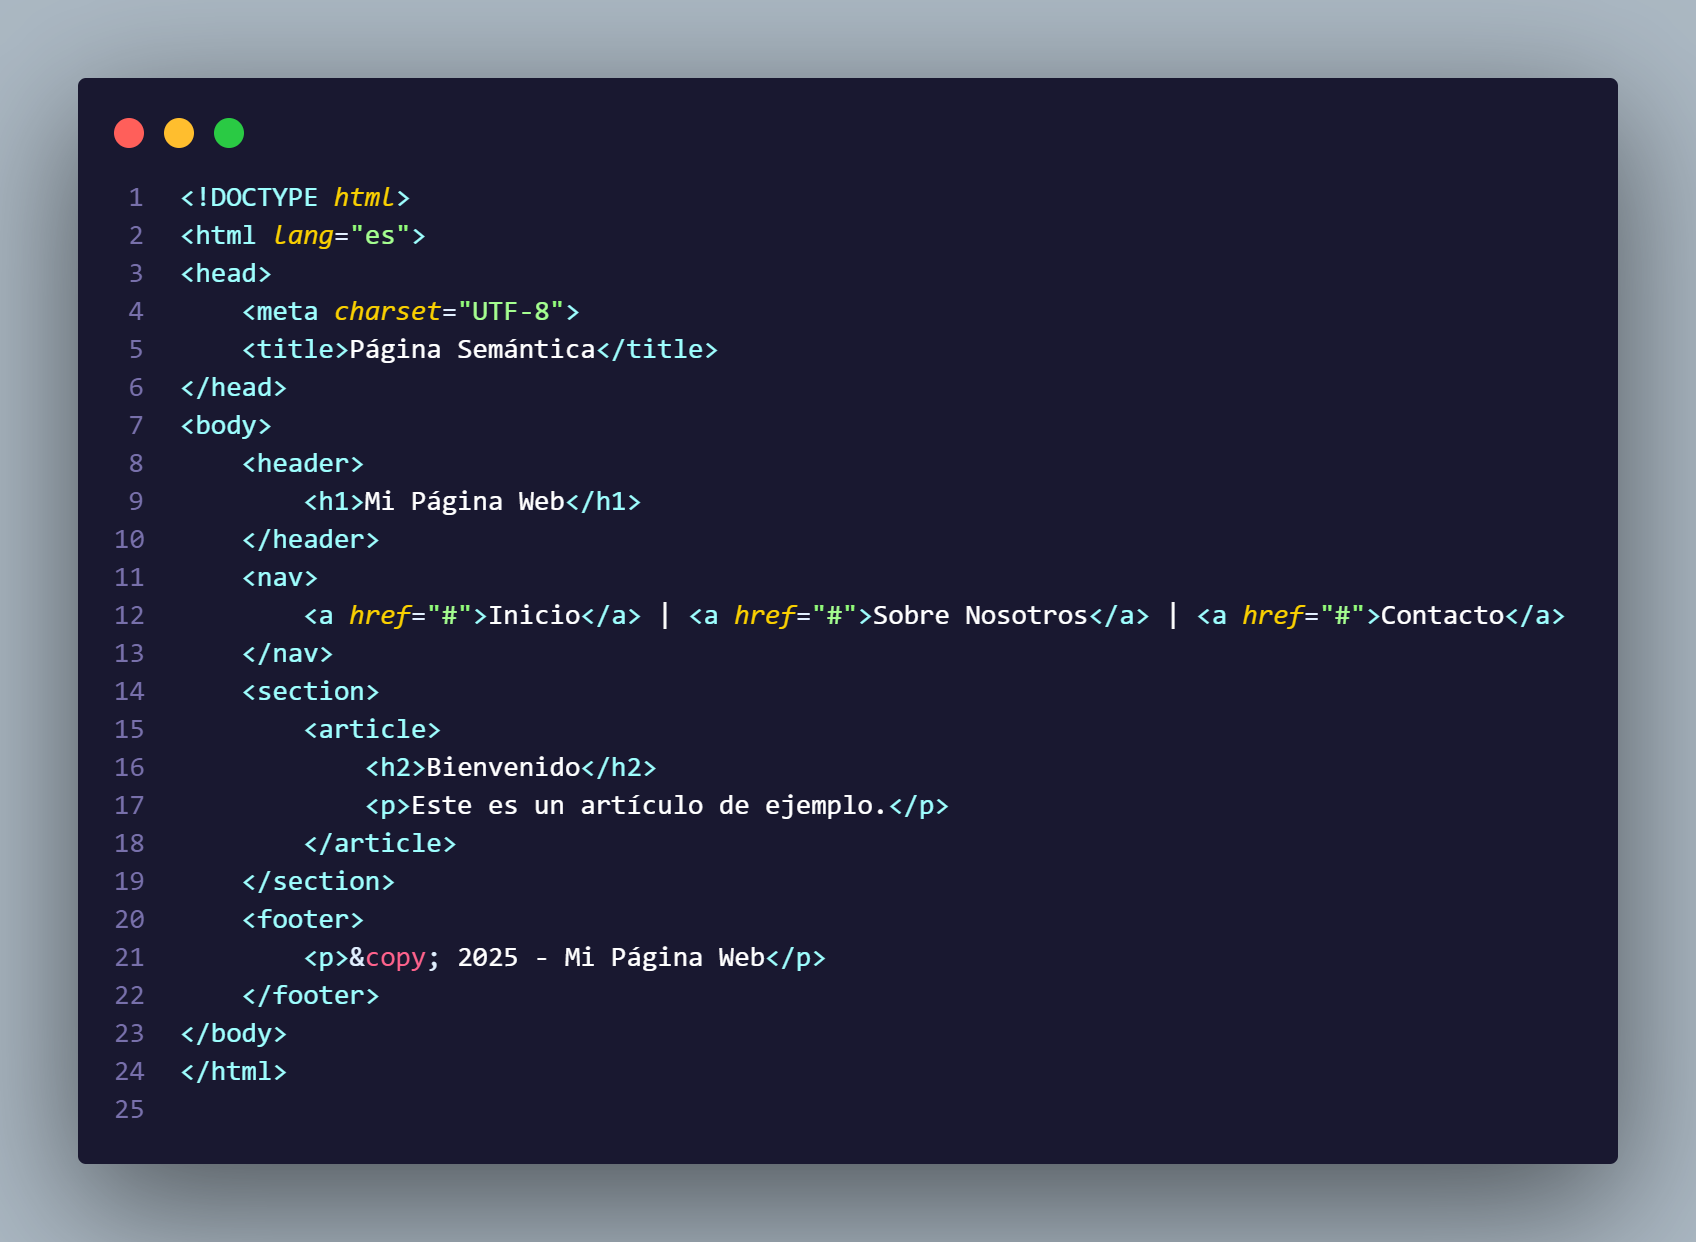 1 <!DOCTYPE html>
2 <html lang="es">
3 <head>
4     <meta charset="UTF-8">
5     <title>Página Semántica</title>
6 </head>
7 <body>
8     <header>
9         <h1>Mi Página Web</h1>
10     </header>
11     <nav>
12         <a href="#">Inicio</a> | <a href="#">Sobre Nosotros</a> | <a href="#">Contacto</a>
13     </nav>
14     <section>
15         <article>
16             <h2>Bienvenido</h2>
17             <p>Este es un artículo de ejemplo.</p>
18         </article>
19     </section>
20     <footer>
21         <p>&copy; 2025 - Mi Página Web</p>
22     </footer>
23 </body>
24 </html>
25